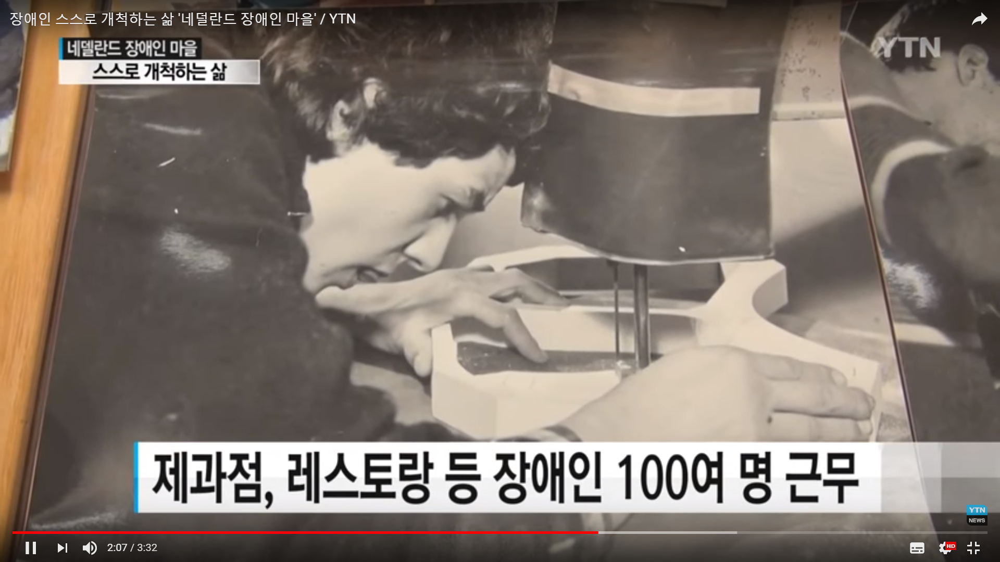 장애인 스스로 개척하는 삶 '네덜란드 장애인 마을' / YTN
네델란드 장애인 마을
스스로 개척하는 삶
YTN
제과점, 레스토랑 등 장애인 100여 명 근무
YTN
NEWS
2:07 / 3:32
HD